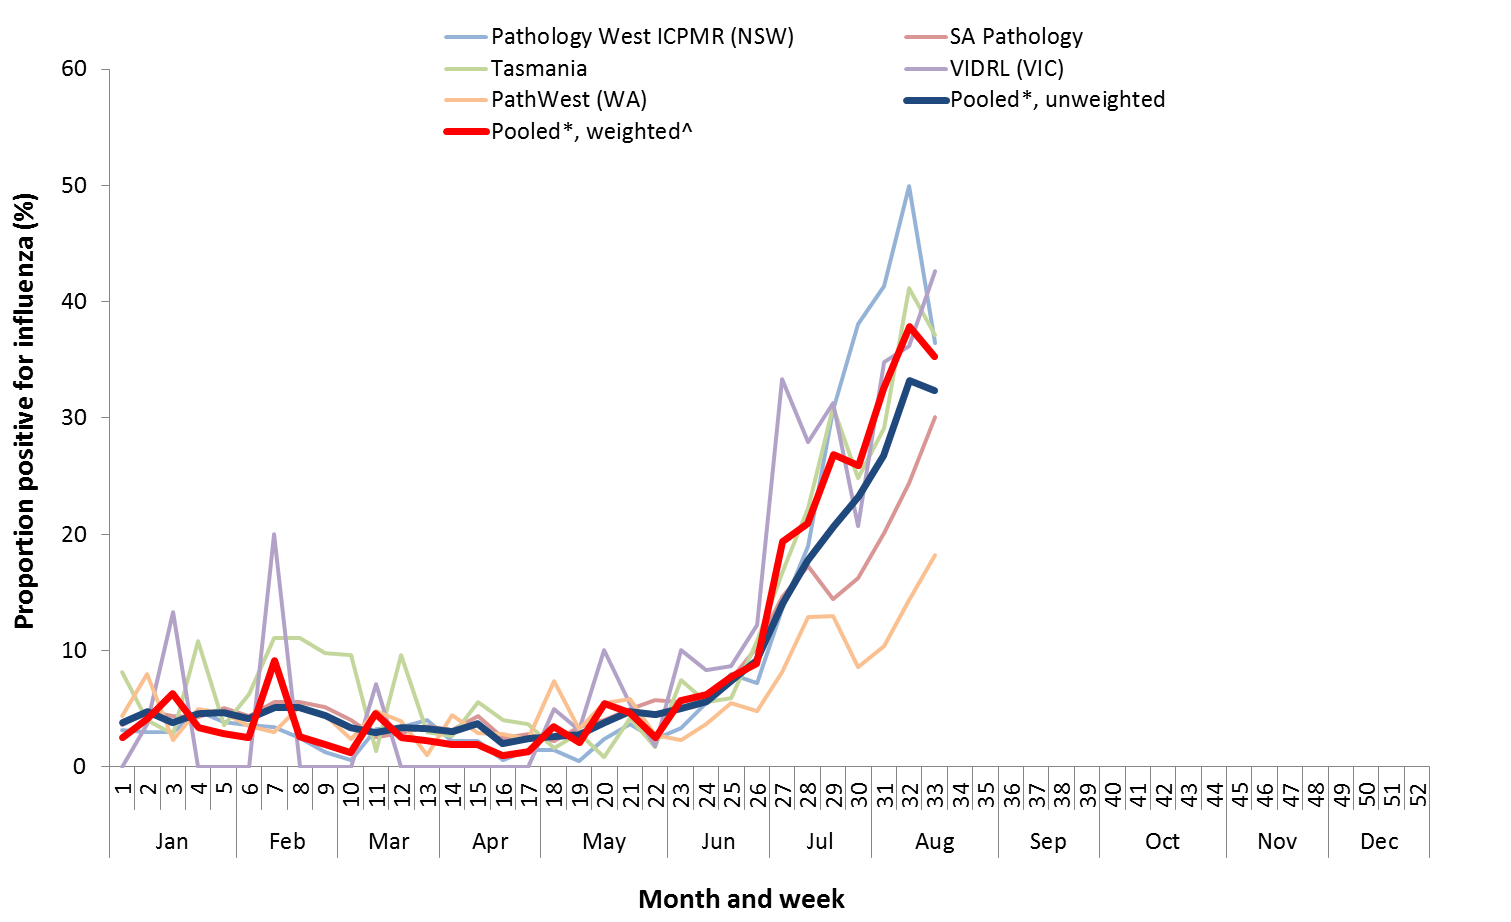 Pathology West ICPMR (NSW) SA Pathology
Tasmania VIDRL (VIC)
PathWest (WA) Pooled*, unweighted
Pooled*, weighted^
60
50
40
30
20
10
0
Proportion positive for influenza (%)
1 2 3 4 5 6 7 8 9 10 11 12 13 14 15 16 17 18 19 20 21 22 23 24 25 26 27 28 29 30 31 32 33 34 35 36 37 38 39 40 41 42 43 44 45 46 47 48 49 50 51 52
Jan Feb Mar Apr May Jun Jul Aug Sep Oct Nov Dec
Month and week